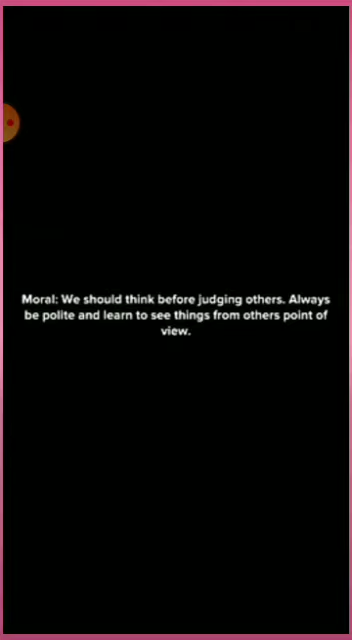 Moral: We should think before judging others. Always
be polite and learn to see things from others point of
view.